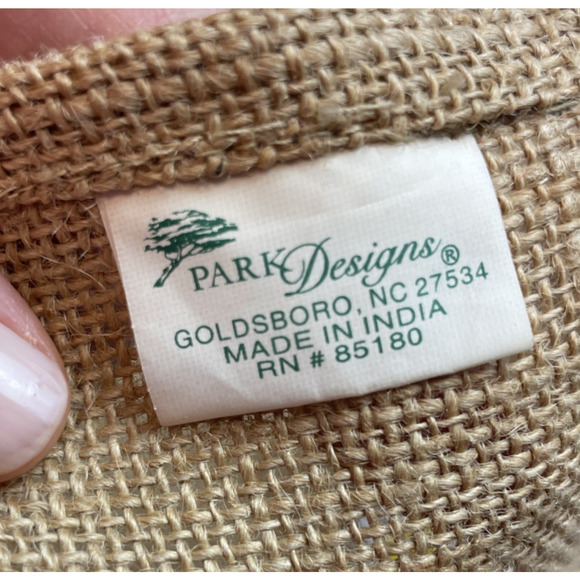 PARK Designs®
GOLDSBORO, NC 27534
MADE IN INDIA
RN # 85180